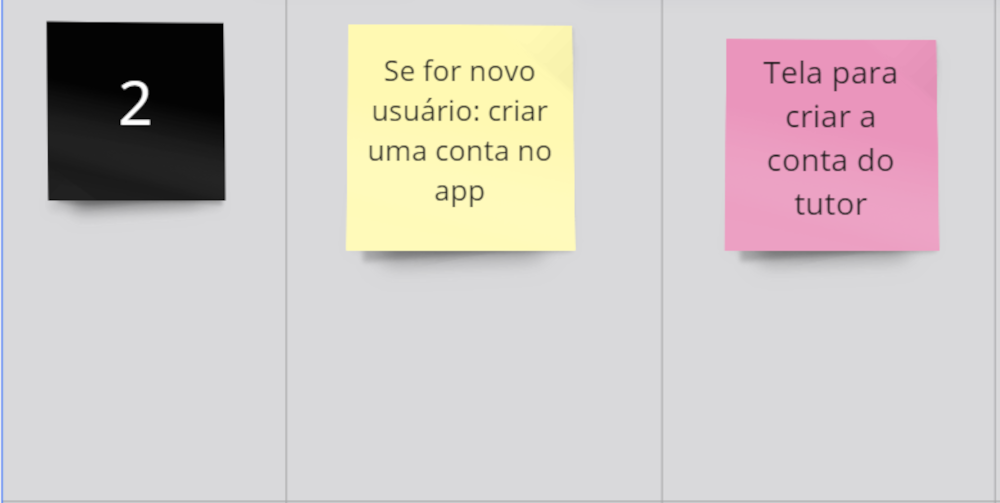 2
Se for novo
usuário: criar
uma conta no
app
Tela para
criar a
conta do
tutor